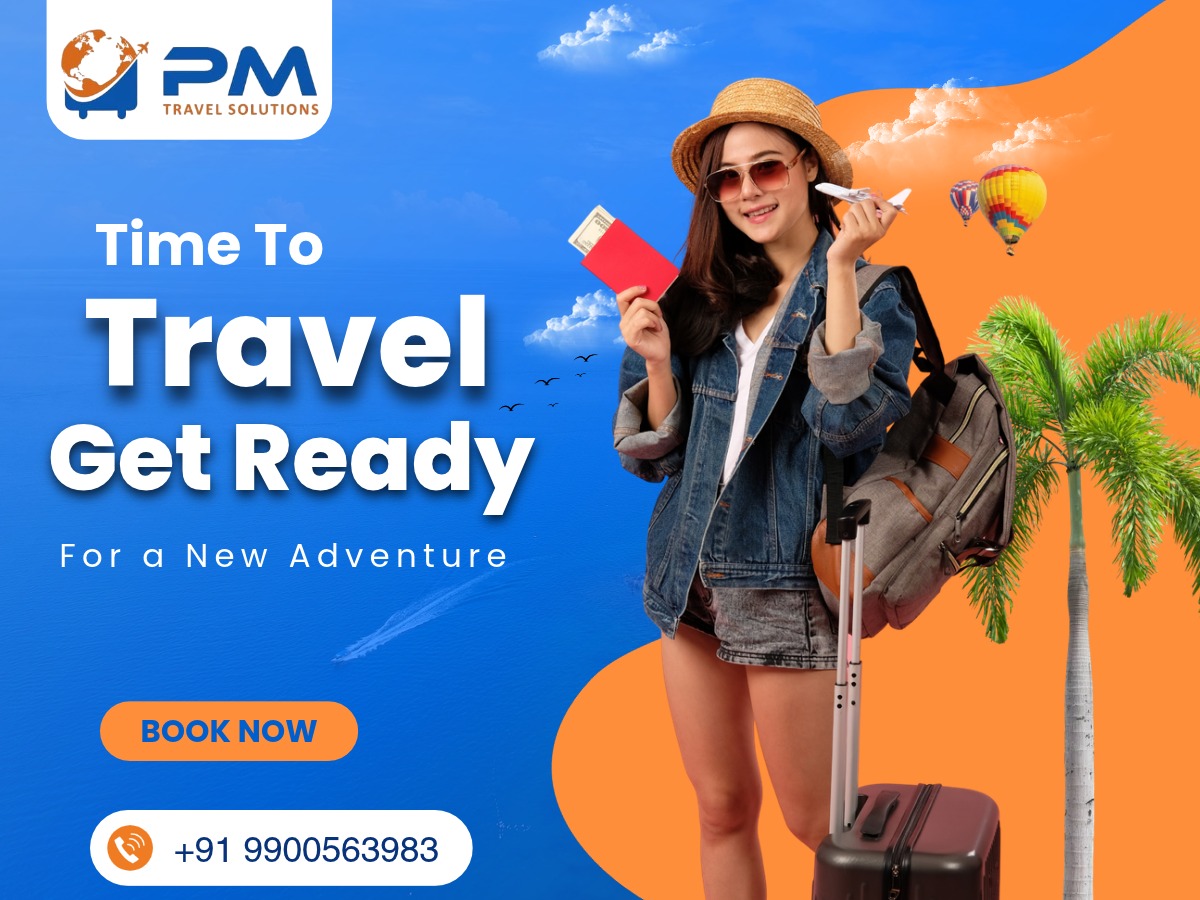 PM
TRAVEL SOLUTIONS
Time To
Travel
Get Ready
For a New Adventure
BOOK NOW
+91 9900563983